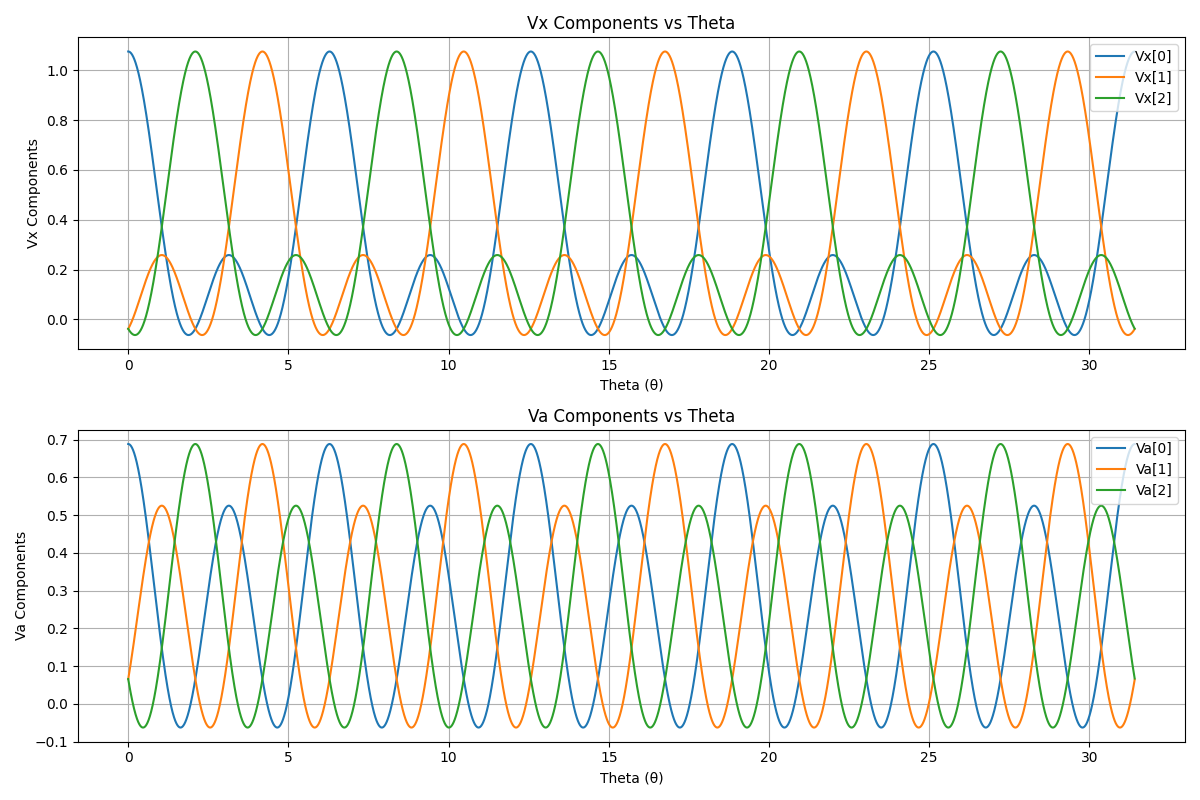 Vx Components vs Theta
Vx Components
1.0
0.8
0.6
0.4
0.2
0.0
Vx[0]
Vx[1]
Vx[2]
0 5 10 15 20 25 30
Theta (θ)
Va Components vs Theta
Va Components
0.7
0.6
0.5
0.4
0.3
0.2
0.1
0.0
−0.1
Va[0]
Va[1]
Va[2]
0 5 10 15 20 25 30
Theta (θ)